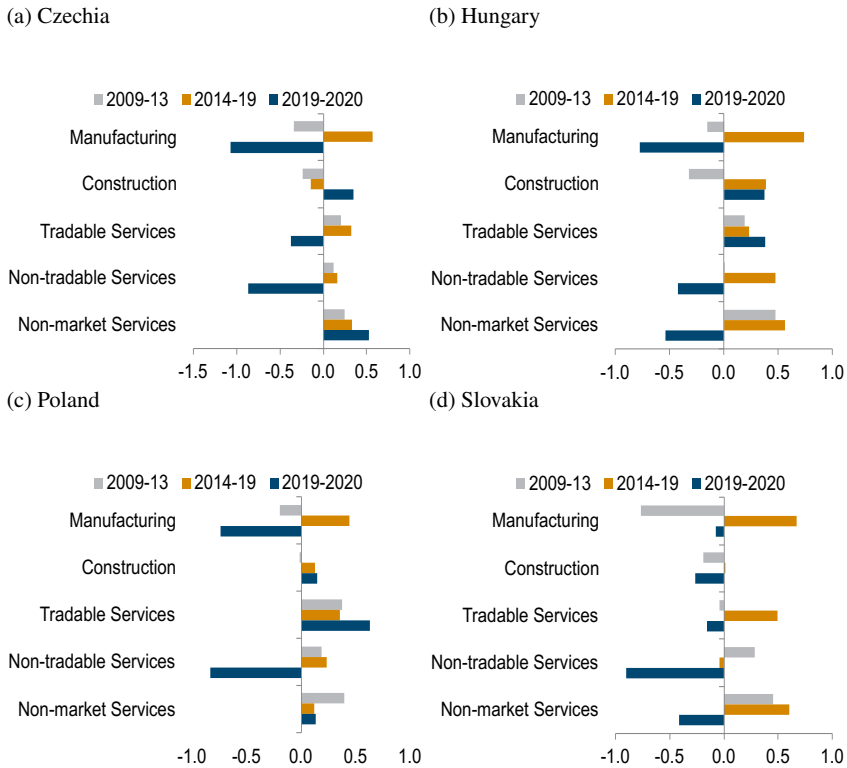 (a) Czechia
(b) Hungary
2009-13 2014-19 2019-2020
Manufacturing
Construction
Tradable Services
Non-tradable Services
Non-market Services
-1.5 -1.0 -0.5 0.0 0.5 1.0
2009-13 2014-19 2019-2020
Manufacturing
Construction
Tradable Services
Non-tradable Services
Non-market Services
-1.0 -0.5 0.0 0.5 1.0
(c) Poland
(d) Slovakia
2009-13 2014-19 2019-2020
Manufacturing
Construction
Tradable Services
Non-tradable Services
Non-market Services
-1.0 -0.5 0.0 0.5 1.0
2009-13 2014-19 2019-2020
Manufacturing
Construction
Tradable Services
Non-tradable Services
Non-market Services
-1.0 -0.5 0.0 0.5 1.0